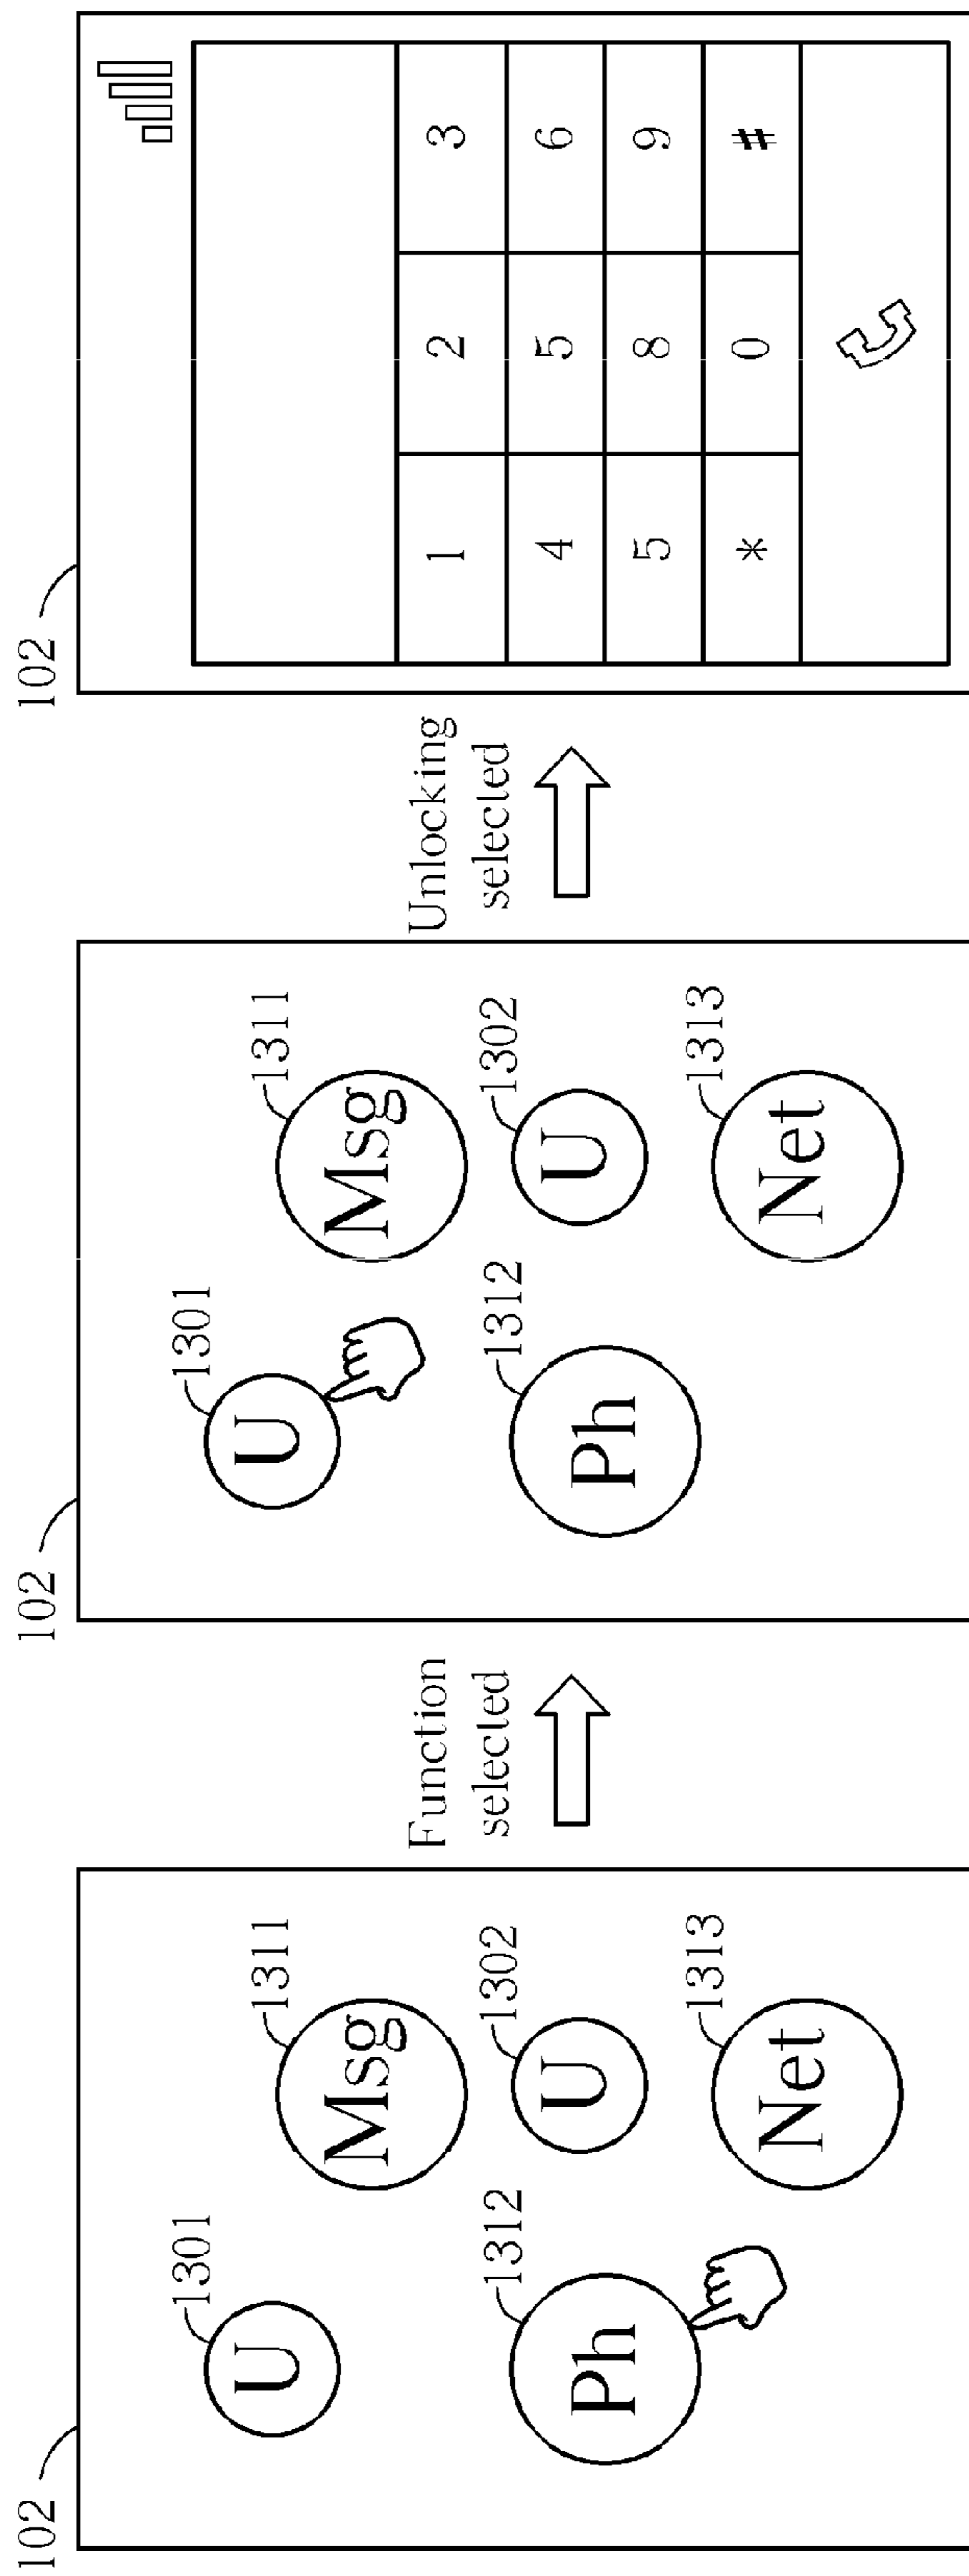 102
1301
U
1311
Msg
1312
Ph
1302
U
1313
Net
Function
selected
102
1301
U
1311
Msg
1312
Ph
1302
U
1313
Net
Unlocking
selected
102
1 2 3
4 5 6
5 8 9
* 0 #